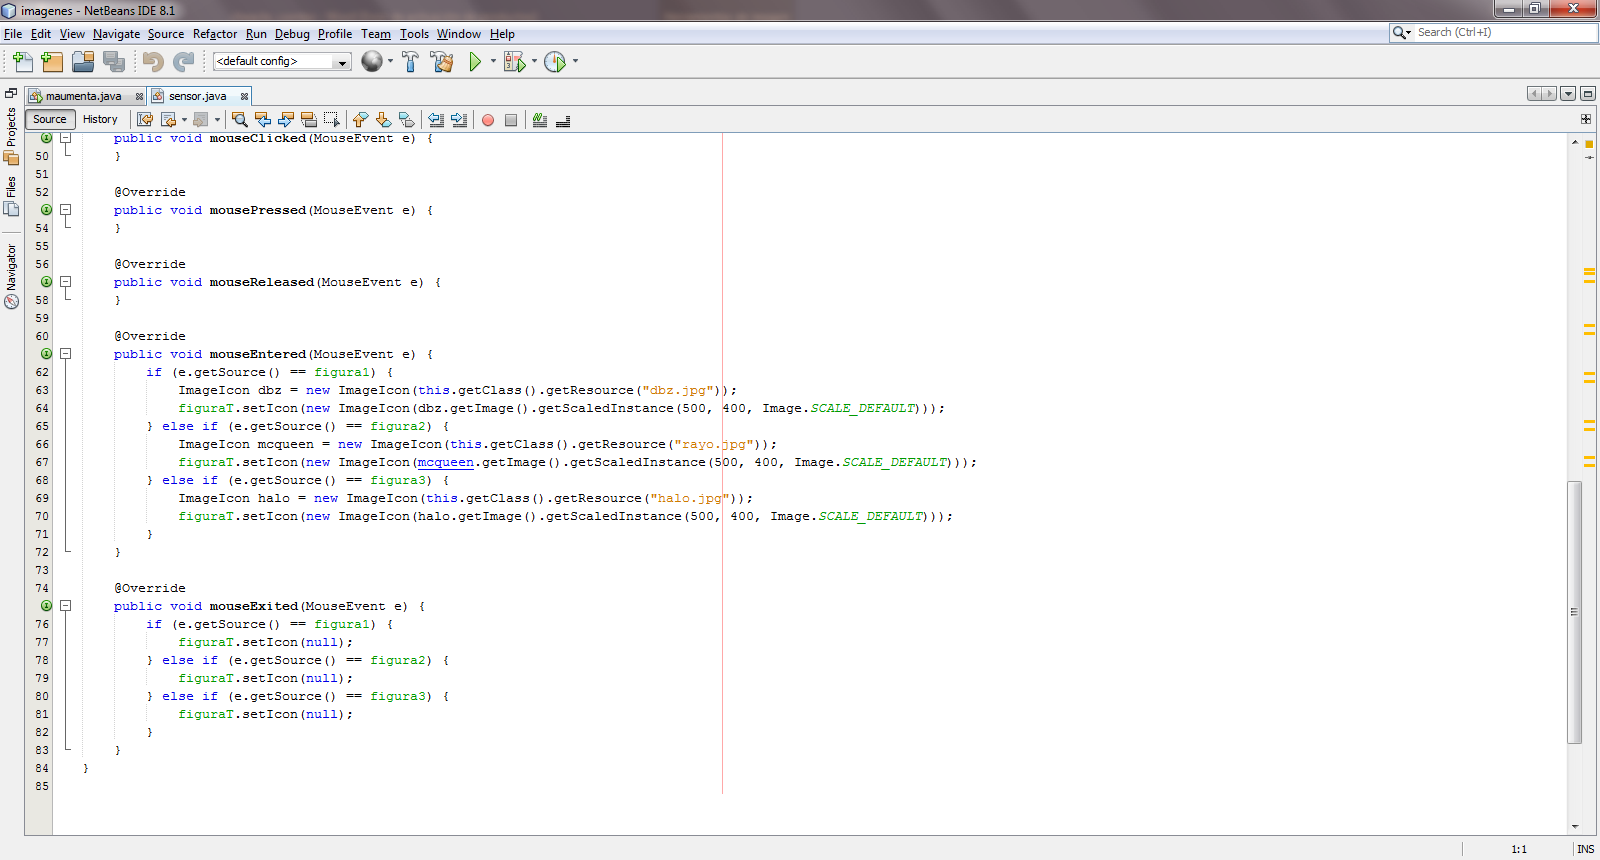 imagenes - NetBeans IDE 8.1
File Edit View Navigate Source Refactor Run Debug Profile Team Tools Window Help
Search (Ctrl+I)
<default config>
maumenta.java sensor.java
Source History
Projects
Files
Navigator
public void mouseClicked(MouseEvent e) {
50 }
51
52 @Override
public void mousePressed(MouseEvent e) {
54 }
55
56 @Override
public void mouseReleased(MouseEvent e) {
58 }
59
60 @Override
public void mouseEntered(MouseEvent e) {
62 if (e.getSource() == figura1) {
63 ImageIcon dbz = new ImageIcon(this.getClass().getResource("dbz.jpg"));
64 figuraT.setIcon(new ImageIcon(dbz.getImage().getScaledInstance(500, 400, Image.SCALE_DEFAULT)));
65 } else if (e.getSource() == figura2) {
66 ImageIcon mcqueen = new ImageIcon(this.getClass().getResource("rayo.jpg"));
67 figuraT.setIcon(new ImageIcon(mcqueen.getImage().getScaledInstance(500, 400, Image.SCALE_DEFAULT)));
68 } else if (e.getSource() == figura3) {
69 ImageIcon halo = new ImageIcon(this.getClass().getResource("halo.jpg"));
70 figuraT.setIcon(new ImageIcon(halo.getImage().getScaledInstance(500, 400, Image.SCALE_DEFAULT)));
71 }
72 }
73
74 @Override
public void mouseExited(MouseEvent e) {
76 if (e.getSource() == figura1) {
77 figuraT.setIcon(null);
78 } else if (e.getSource() == figura2) {
79 figuraT.setIcon(null);
80 } else if (e.getSource() == figura3) {
81 figuraT.setIcon(null);
82 }
83 }
84 }
85
1:1 INS